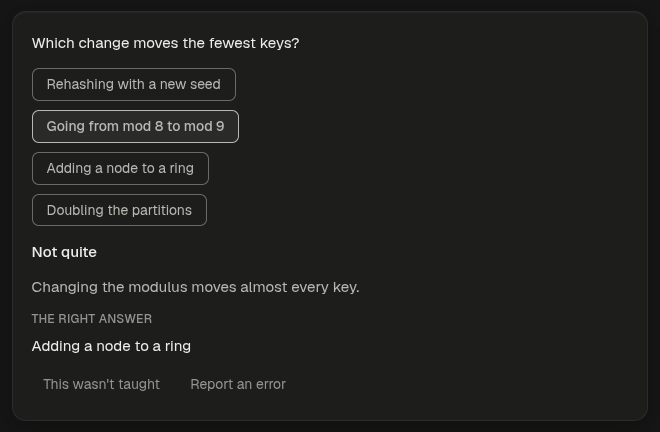 Which change moves the fewest keys?
Rehashing with a new seed
Going from mod 8 to mod 9
Adding a node to a ring
Doubling the partitions
Not quite
Changing the modulus moves almost every key.
THE RIGHT ANSWER
Adding a node to a ring
This wasn't taught Report an error